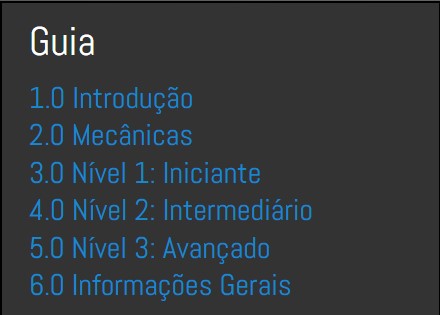 Guia
1.0 Introdução
2.0 Mecânicas
3.0 Nível 1: Iniciante
4.0 Nível 2: Intermediário
5.0 Nível 3: Avançado
6.0 Informações Gerais